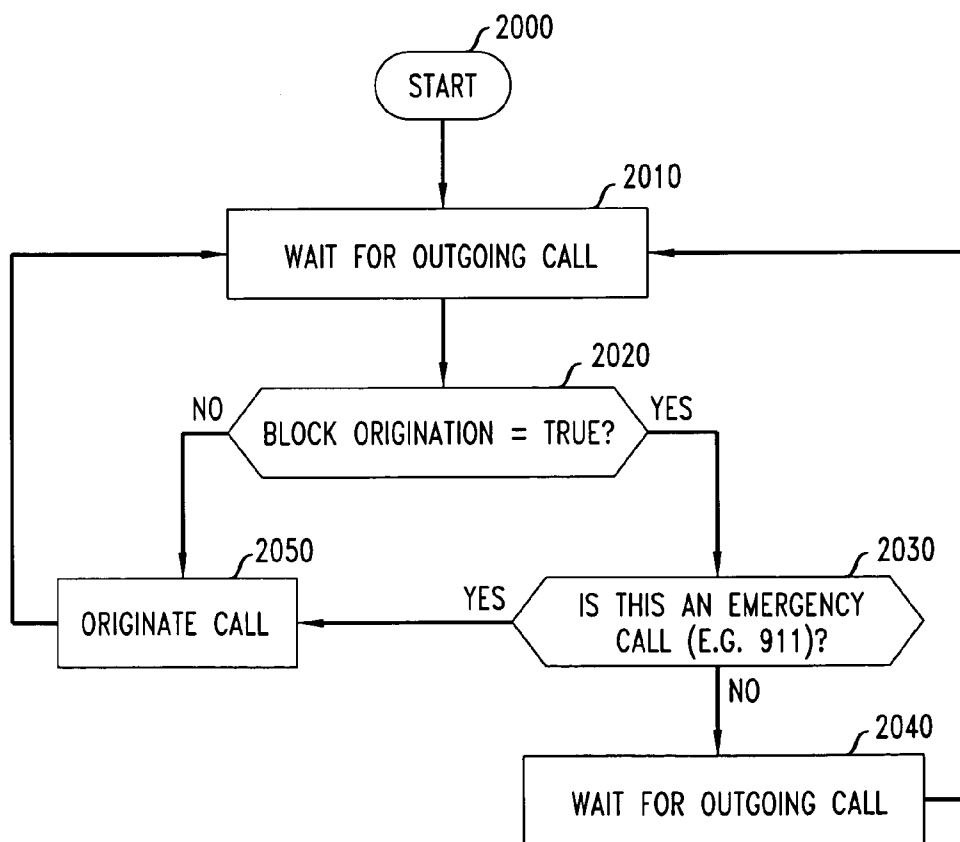 2000
START
2010
WAIT FOR OUTGOING CALL
2020
NO
BLOCK ORIGINATION = TRUE?
YES
2050
ORIGINATE CALL
YES
2030
IS THIS AN EMERGENCY
CALL (E.G. 911)?
NO
2040
WAIT FOR OUTGOING CALL